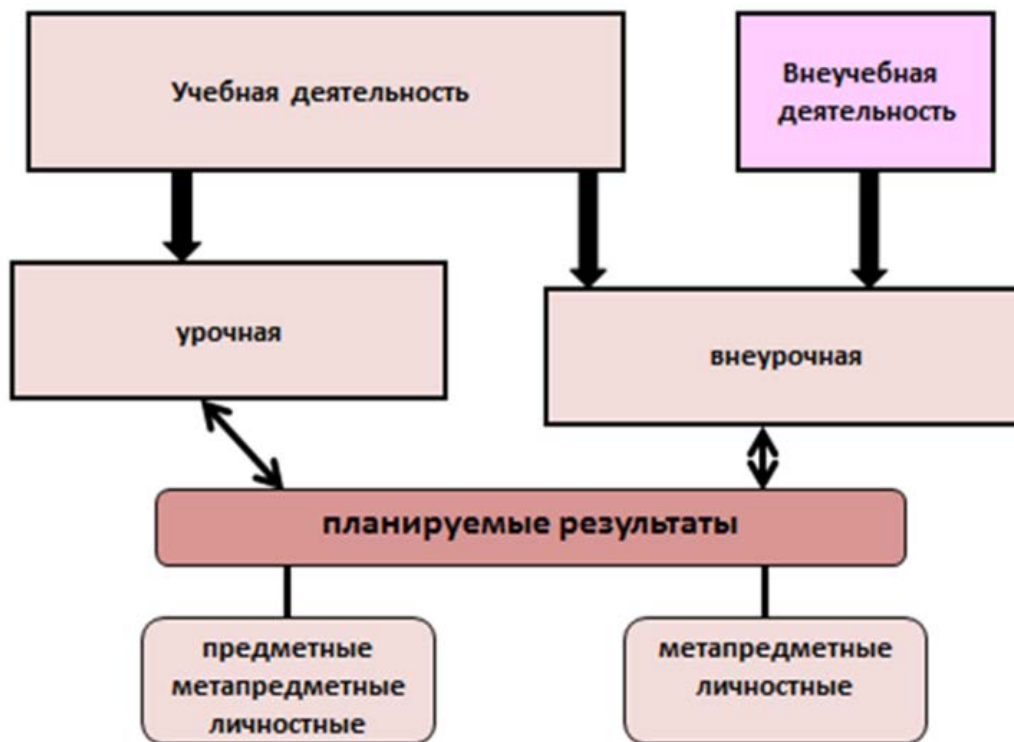 Учебная деятельность
Внеучебная
деятельность
урочная
внеурочная
планируемые результаты
предметные
метапредметные
личностные
метапредметные
личностные